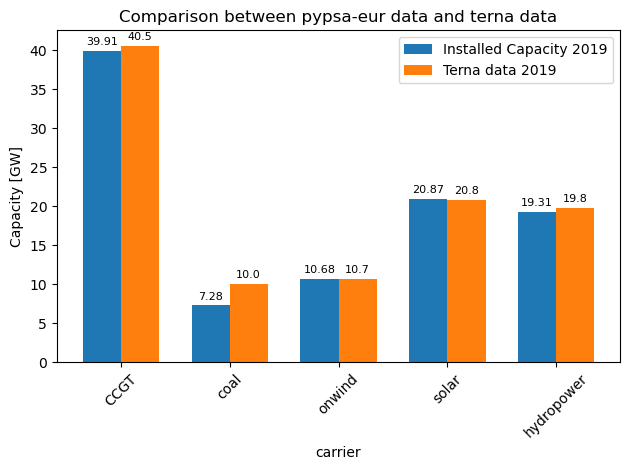 Comparison between pypsa-eur data and terna data
Installed Capacity 2019
Terna data 2019
Capacity [GW]
40
35
30
25
20
15
10
5
0
39.91
40.5
7.28
10.0
10.68
10.7
20.87
20.8
19.31
19.8
CCGT
coal
onwind
solar
hydropower
carrier